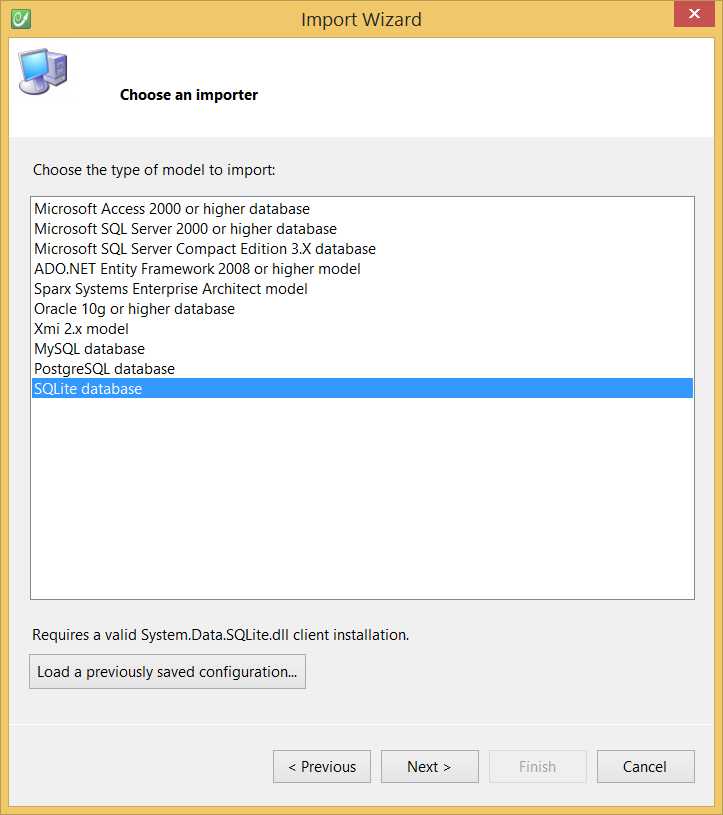 Import Wizard
Choose an importer
Choose the type of model to import:
Microsoft Access 2000 or higher database
Microsoft SQL Server 2000 or higher database
Microsoft SQL Server Compact Edition 3.X database
ADO.NET Entity Framework 2008 or higher model
Sparx Systems Enterprise Architect model
Oracle 10g or higher database
Xmi 2.x model
MySQL database
PostgreSQL database
SQLite database
Requires a valid System.Data.SQLite.dll client installation.
Load a previously saved configuration...
< Previous Next > Finish Cancel